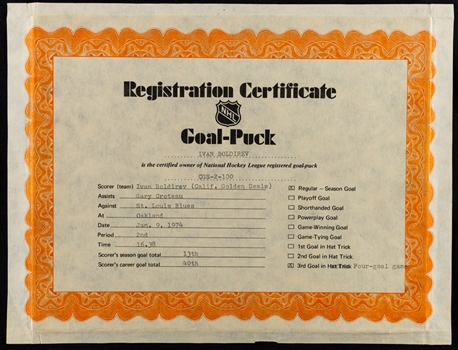 Registration Certificate
NHL
Goal-Puck
IVAN BOLDIREV
is the certified owner of National Hockey League registered goal-puck
CGS-2-100
Scorer (team) Ivan Boldirev (Calif. Golden Seals)
Assists Gary Croteau
Against St. Louis Blues
At Oakland
Date Jan. 9, 1974
Period 2nd
Time 16.38
Scorer's season goal total 13th
Scorer's career goal total 40th
Regular – Season Goal
Playoff Goal
Shorthanded Goal
Powerplay Goal
Game-Winning Goal
Game-Tying Goal
1st Goal in Hat Trick
2nd Goal in Hat Trick
3rd Goal in Hat Trick Four-goal game